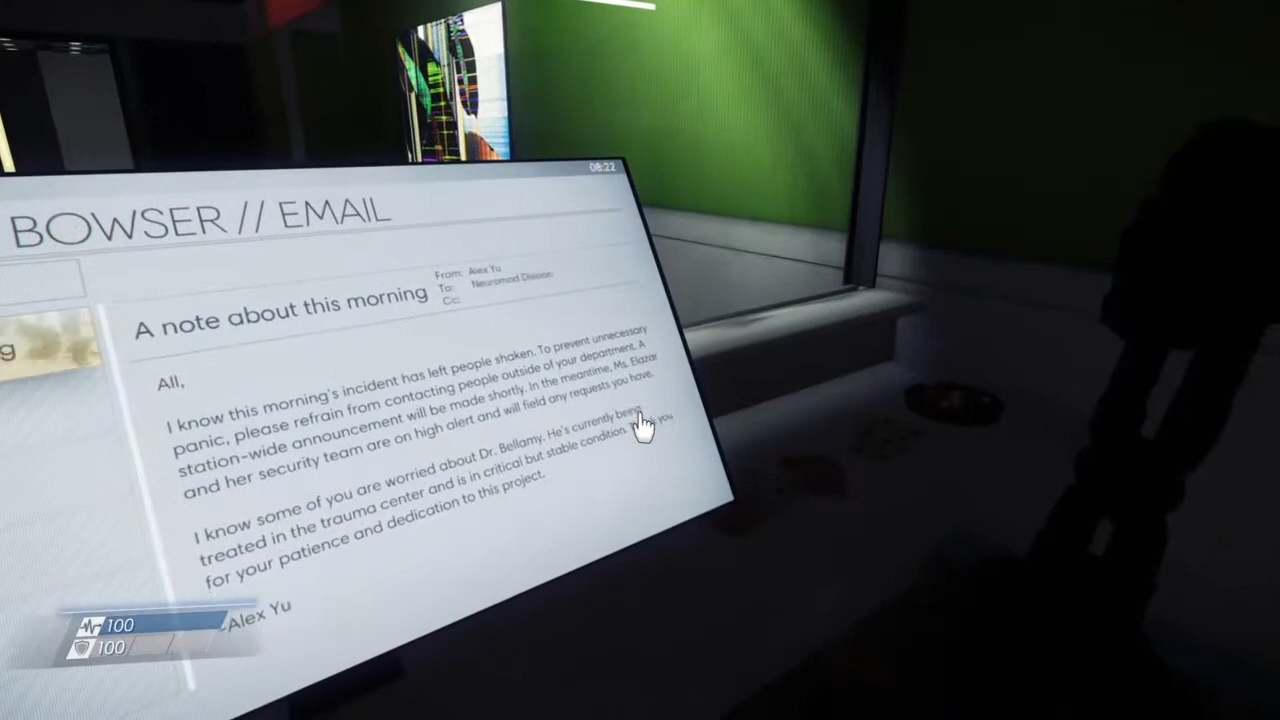 08:22
BOWSER // EMAIL
From: Alex Yu
To: Neuromod Division
Cc:
A note about this morning
g
All,
I know this morning's incident has left people shaken. To prevent unnecessary
panic, please refrain from contacting people outside of your department. A
station-wide announcement will be made shortly. In the meantime, Ms. Elazar
and her security team are on high alert and will field any requests you have.
I know some of you are worried about Dr. Bellamy. He's currently being
treated in the trauma center and is in critical but stable condition. you
for your patience and dedication to this project.
-Alex Yu
100
100